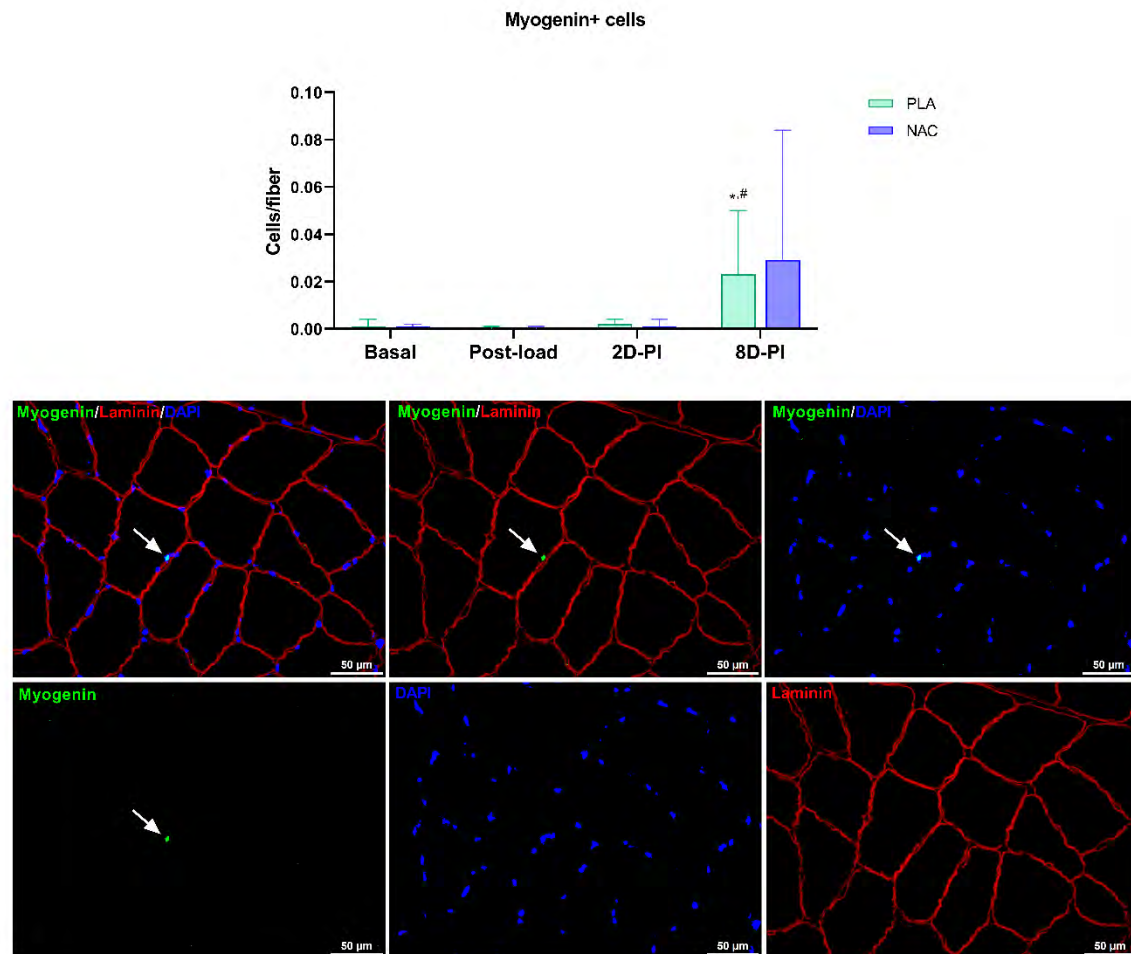 Myogenin+ cells
0.10
0.08
0.06
0.04
0.02
0.00
Cells/fiber
*,#
PLA
NAC
Basal Post-load 2D-PI 8D-PI
Myogenin/Laminin/DAPI
50 µm
Myogenin/Laminin
50 µm
Myogenin/DAPI
50 µm
Myogenin
50 µm
DAPI
50 µm
Laminin
50 µm